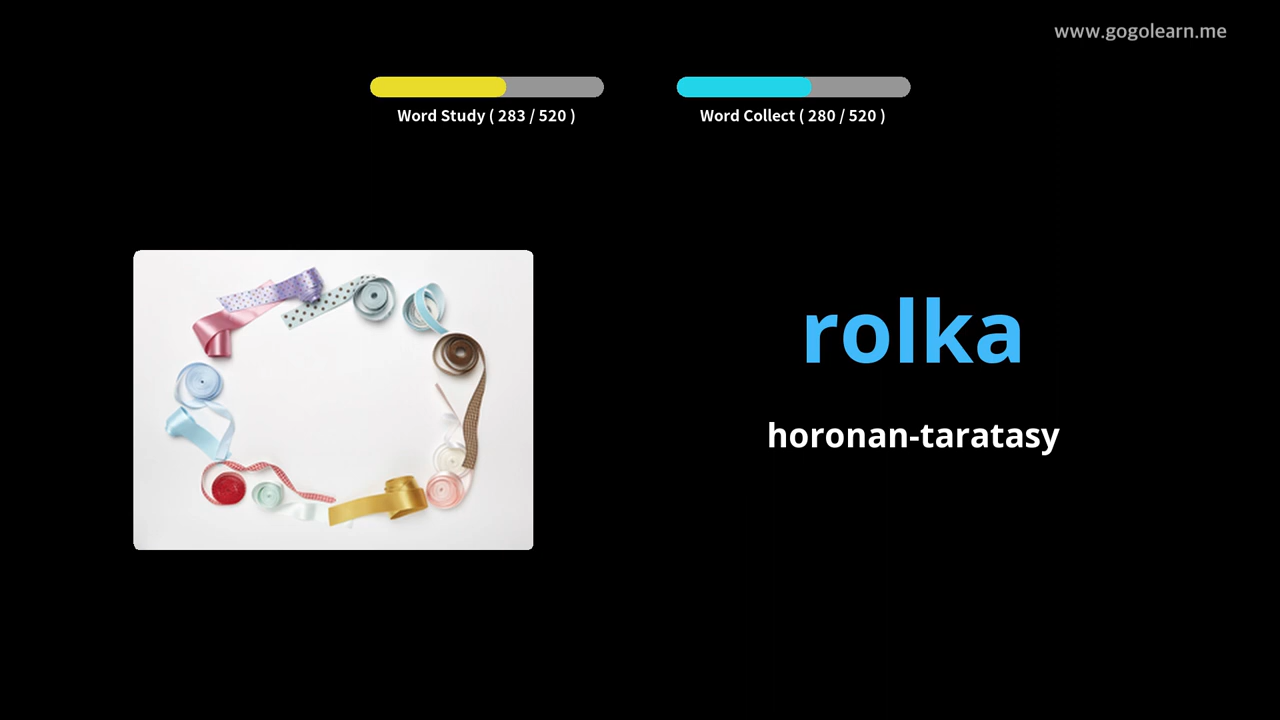 www.gogolearn.me
Word Study ( 283 / 520 )
Word Collect ( 280 / 520 )
rolka
horonan-taratasy